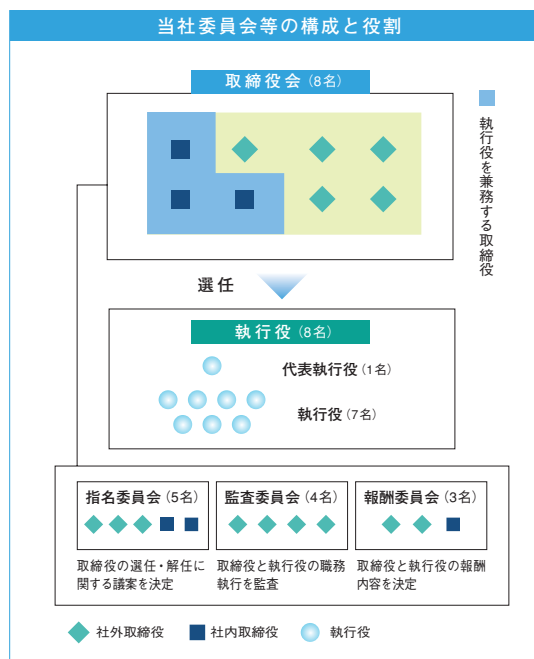 当社委員会等の構成と役割
取締役会(8名)
執行役を兼務する取締役
選任
執行役(8名)
代表執行役(1名)
執行役(7名)
指名委員会(5名)
取締役の選任・解任に
関する議案を決定
監査委員会(4名)
取締役と執行役の職務
執行を監査
報酬委員会(3名)
取締役と執行役の報酬
内容を決定
社外取締役
社内取締役
執行役